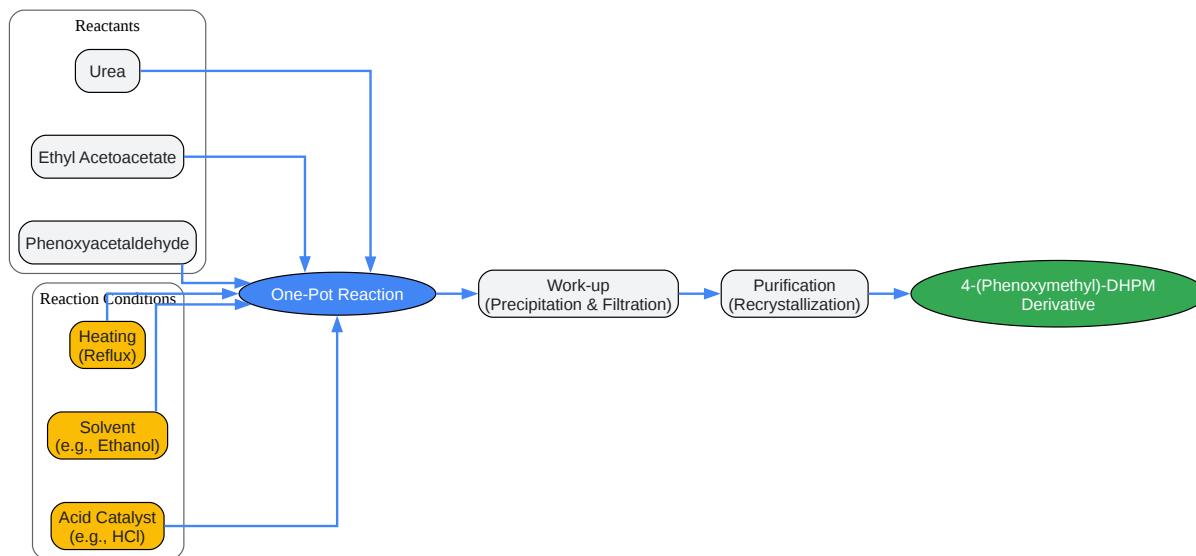 Reactants
Urea
Ethyl Acetoacetate
Phenoxyacetaldehyde
Reaction Conditions
Heating
(Reflux)
Solvent
(e.g., Ethanol)
Acid Catalyst
(e.g., HCl)
One-Pot Reaction
Work-up
(Precipitation & Filtration)
Purification
(Recrystallization)
4-(Phenoxymethyl)-DHPM
Derivative